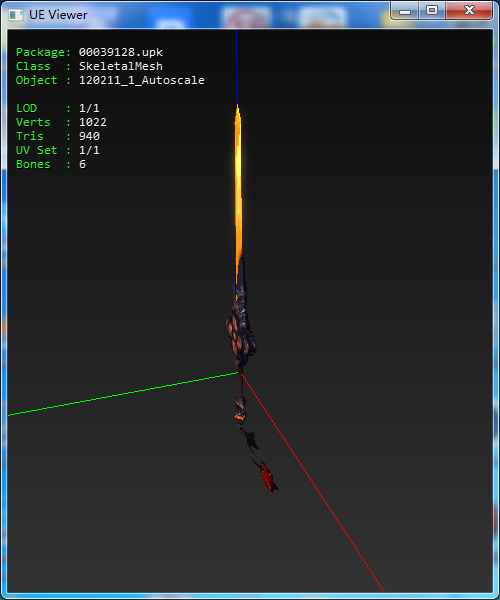 UE Viewer
Package: 00039128.upk
Class : SkeletalMesh
Object : 120211_1_Autoscale
LOD : 1/1
Verts : 1022
Tris : 940
UV Set : 1/1
Bones : 6